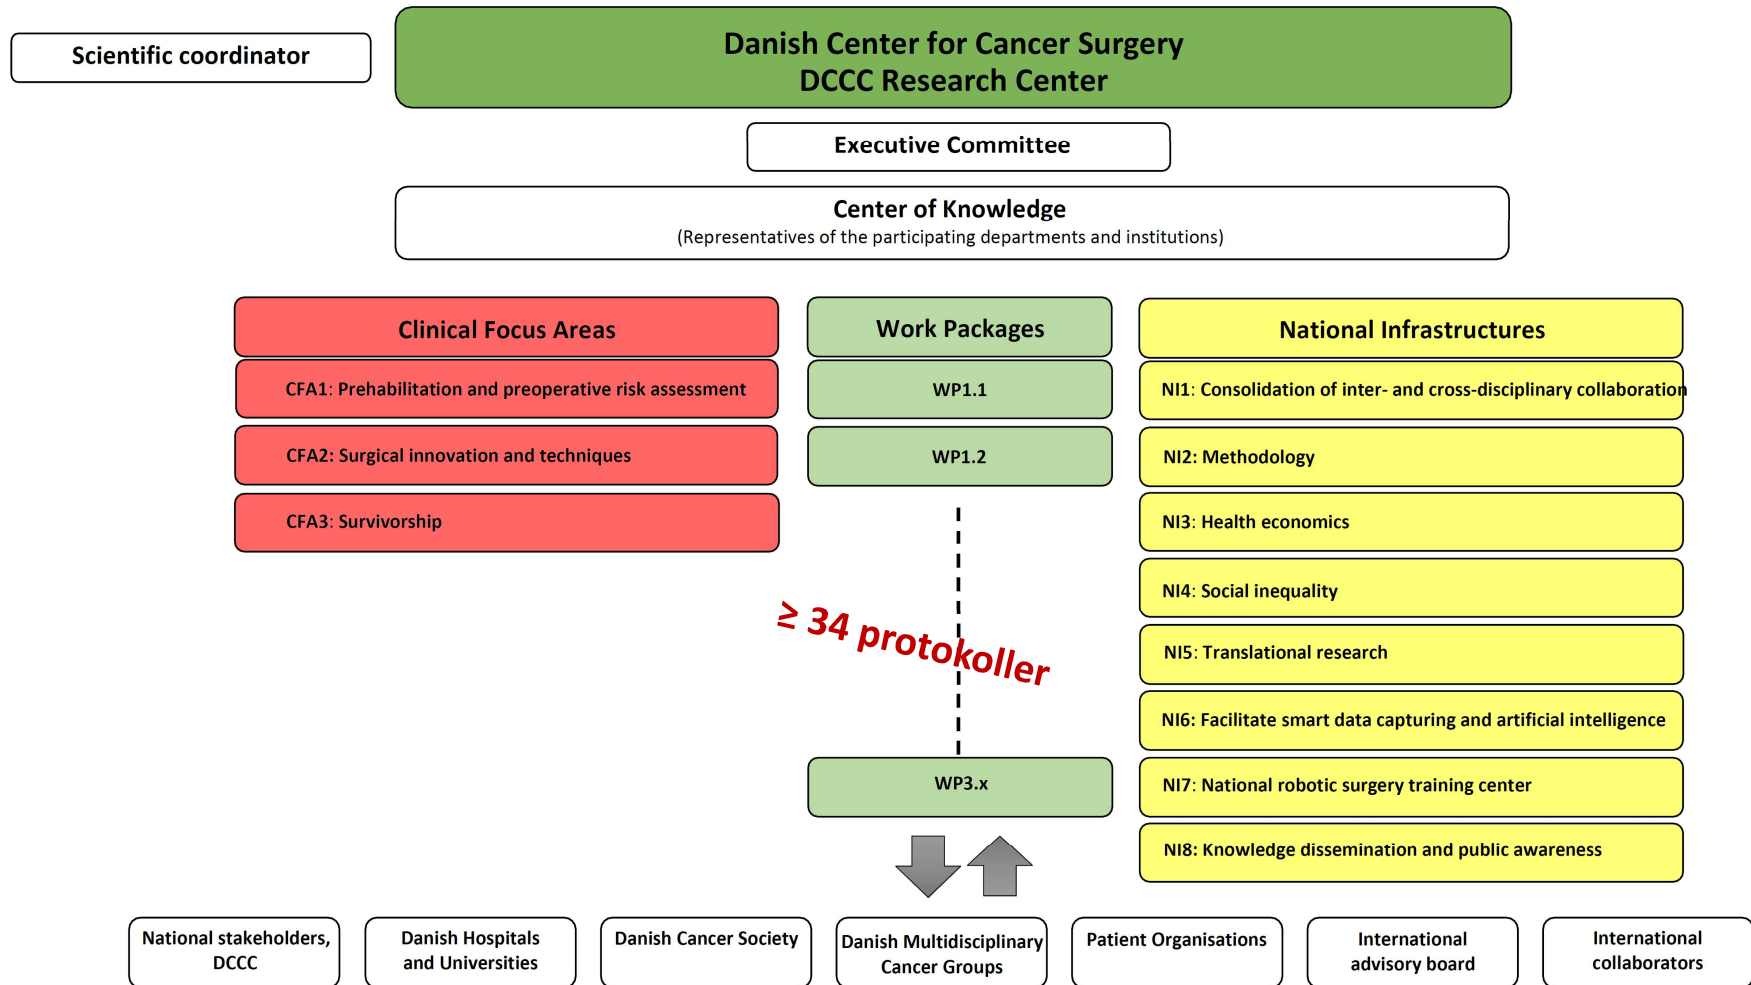 Scientific coordinator
Danish Center for Cancer Surgery
DCCC Research Center
Executive Committee
Center of Knowledge
(Representatives of the participating departments and institutions)
Clinical Focus Areas
CFA1: Prehabilitation and preoperative risk assessment
CFA2: Surgical innovation and techniques
CFA3: Survivorship
Work Packages
WP1.1
WP1.2
≥ 34 protokoller
WP3.x
National Infrastructures
NI1: Consolidation of inter- and cross-disciplinary collaboration
NI2: Methodology
NI3: Health economics
NI4: Social inequality
NI5: Translational research
NI6: Facilitate smart data capturing and artificial intelligence
NI7: National robotic surgery training center
NI8: Knowledge dissemination and public awareness
National stakeholders,
DCCC
Danish Hospitals
and Universities
Danish Cancer Society
Danish Multidisciplinary
Cancer Groups
Patient Organisations
International
advisory board
International
collaborators